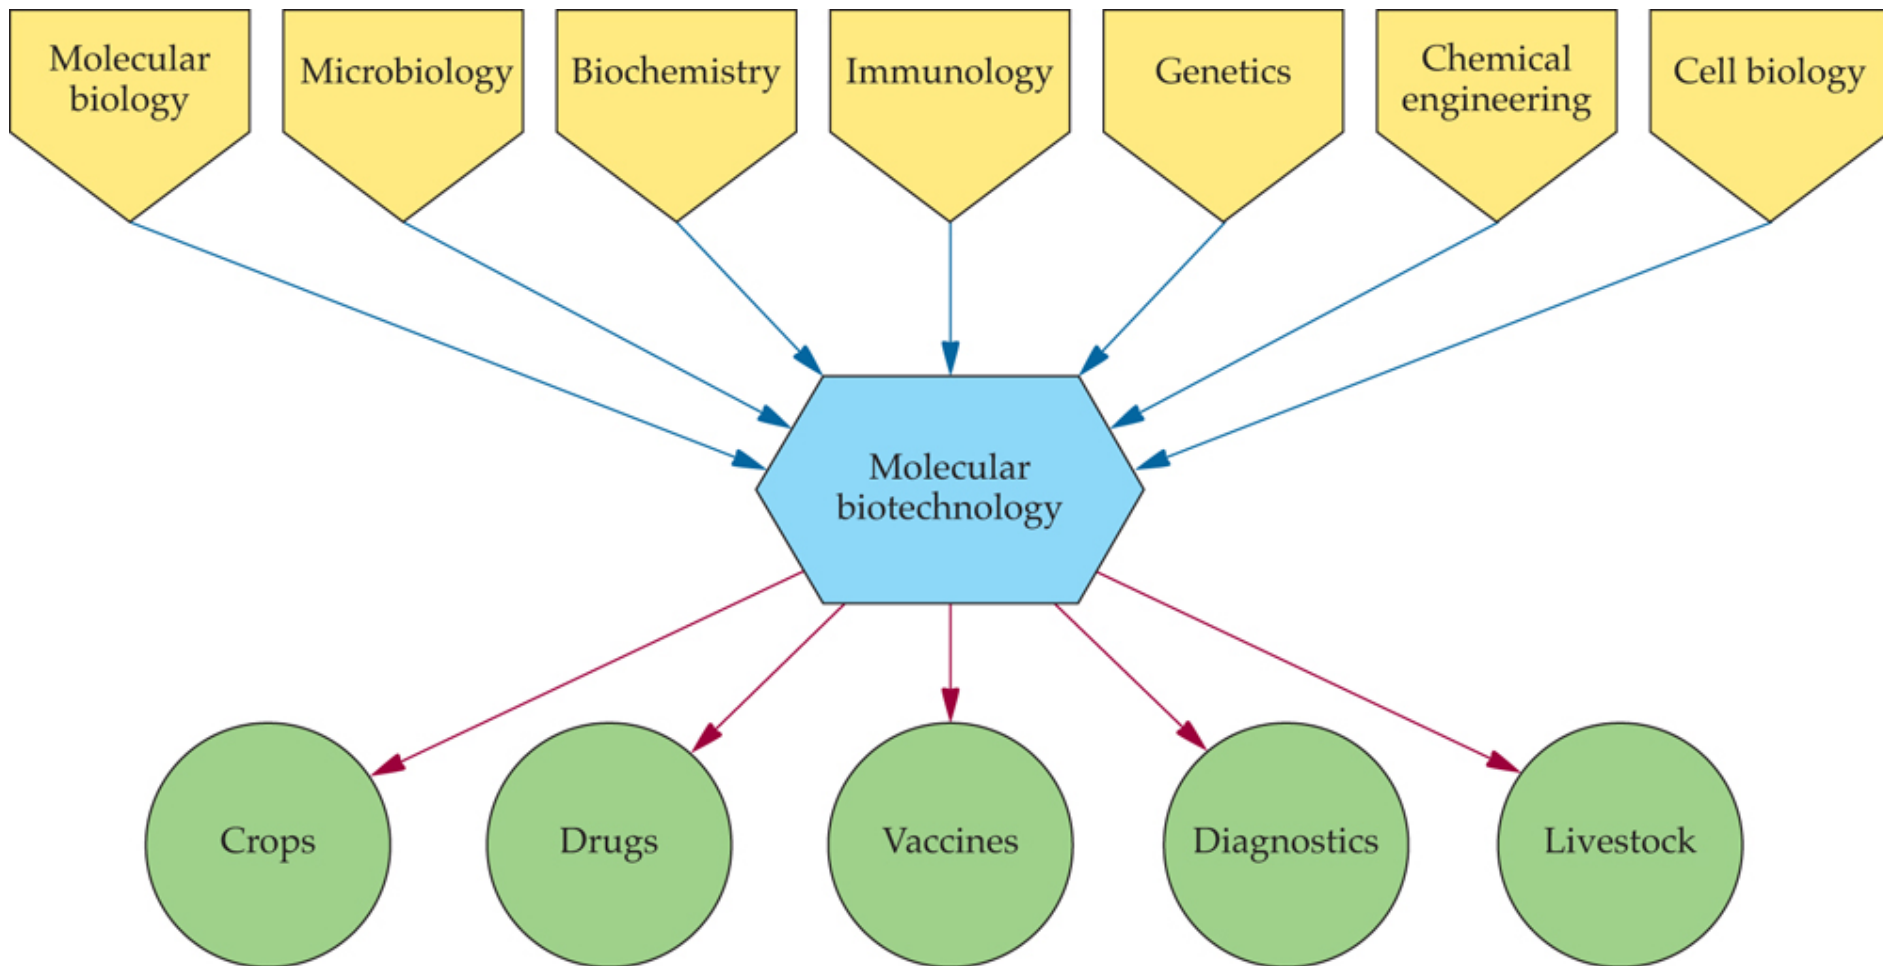 Molecular
biology
Microbiology
Biochemistry
Immunology
Genetics
Chemical
engineering
Cell biology
Molecular
biotechnology
Crops
Drugs
Vaccines
Diagnostics
Livestock